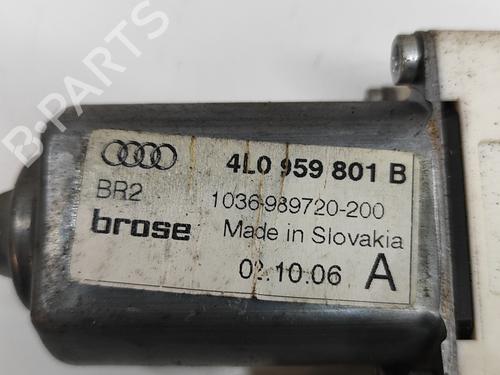 B-PARTS
4L0 959 801 B
BR2
1036-989720-200
brose
Made in Slovakia
02.10.06
A